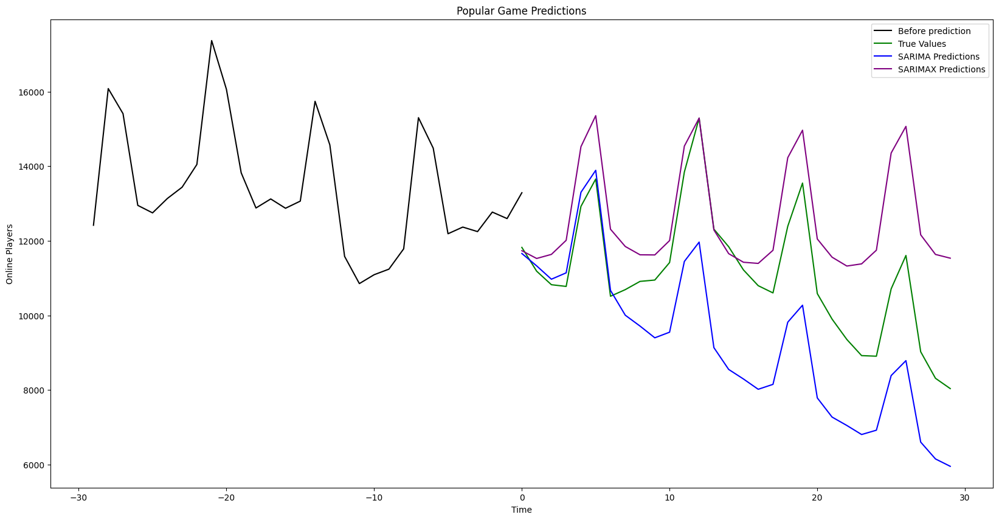 Popular Game Predictions
Before prediction
True Values
SARIMA Predictions
SARIMAX Predictions
Online Players
16000
14000
12000
10000
8000
6000
−30
−20
−10
0
10
20
30
Time